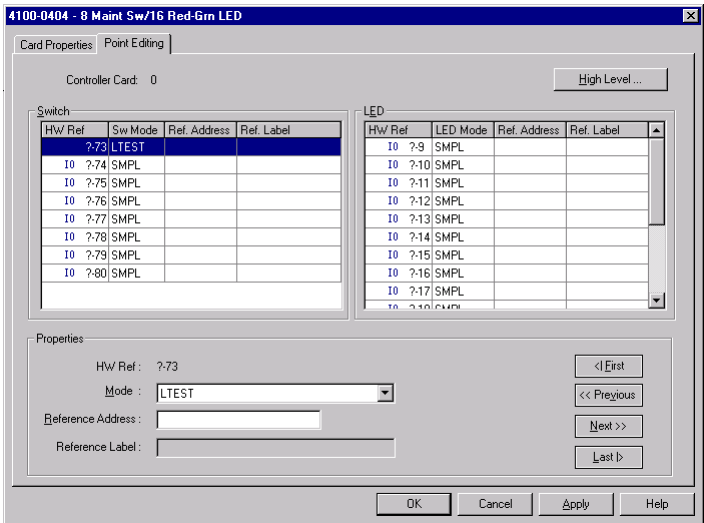 4100-0404 - 8 Maint Sw/16 Red-Grn LED
Card Properties Point Editing
Controller Card: 0 High Level ...
Switch
HW Ref Sw Mode Ref. Address Ref. Label
?-73 LTEST
IO ?-74 SMPL
IO ?-75 SMPL
IO ?-76 SMPL
IO ?-77 SMPL
IO ?-78 SMPL
IO ?-79 SMPL
IO ?-80 SMPL
LED
HW Ref LED Mode Ref. Address Ref. Label
IO ?-9 SMPL
IO ?-10 SMPL
IO ?-11 SMPL
IO ?-12 SMPL
IO ?-13 SMPL
IO ?-14 SMPL
IO ?-15 SMPL
IO ?-16 SMPL
IO ?-17 SMPL
Properties
HW Ref : ?-73
Mode : LTEST
Reference Address :
Reference Label :
<| First
<< Previous
Next >>
Last |>
OK Cancel Apply Help